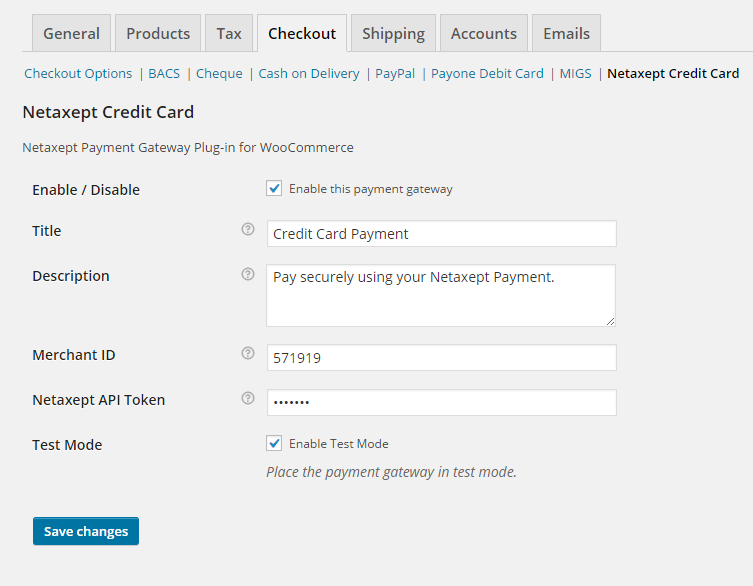 General Products Tax Checkout Shipping Accounts Emails
Checkout Options | BACS | Cheque | Cash on Delivery | PayPal | Payone Debit Card | MIGS | Netaxept Credit Card
Netaxept Credit Card
Netaxept Payment Gateway Plug-in for WooCommerce
Enable / Disable Enable this payment gateway
Title ? Credit Card Payment
Description ? Pay securely using your Netaxept Payment.
Merchant ID ? 571919
Netaxept API Token ? •••••••
Test Mode Enable Test Mode
Place the payment gateway in test mode.
Save changes